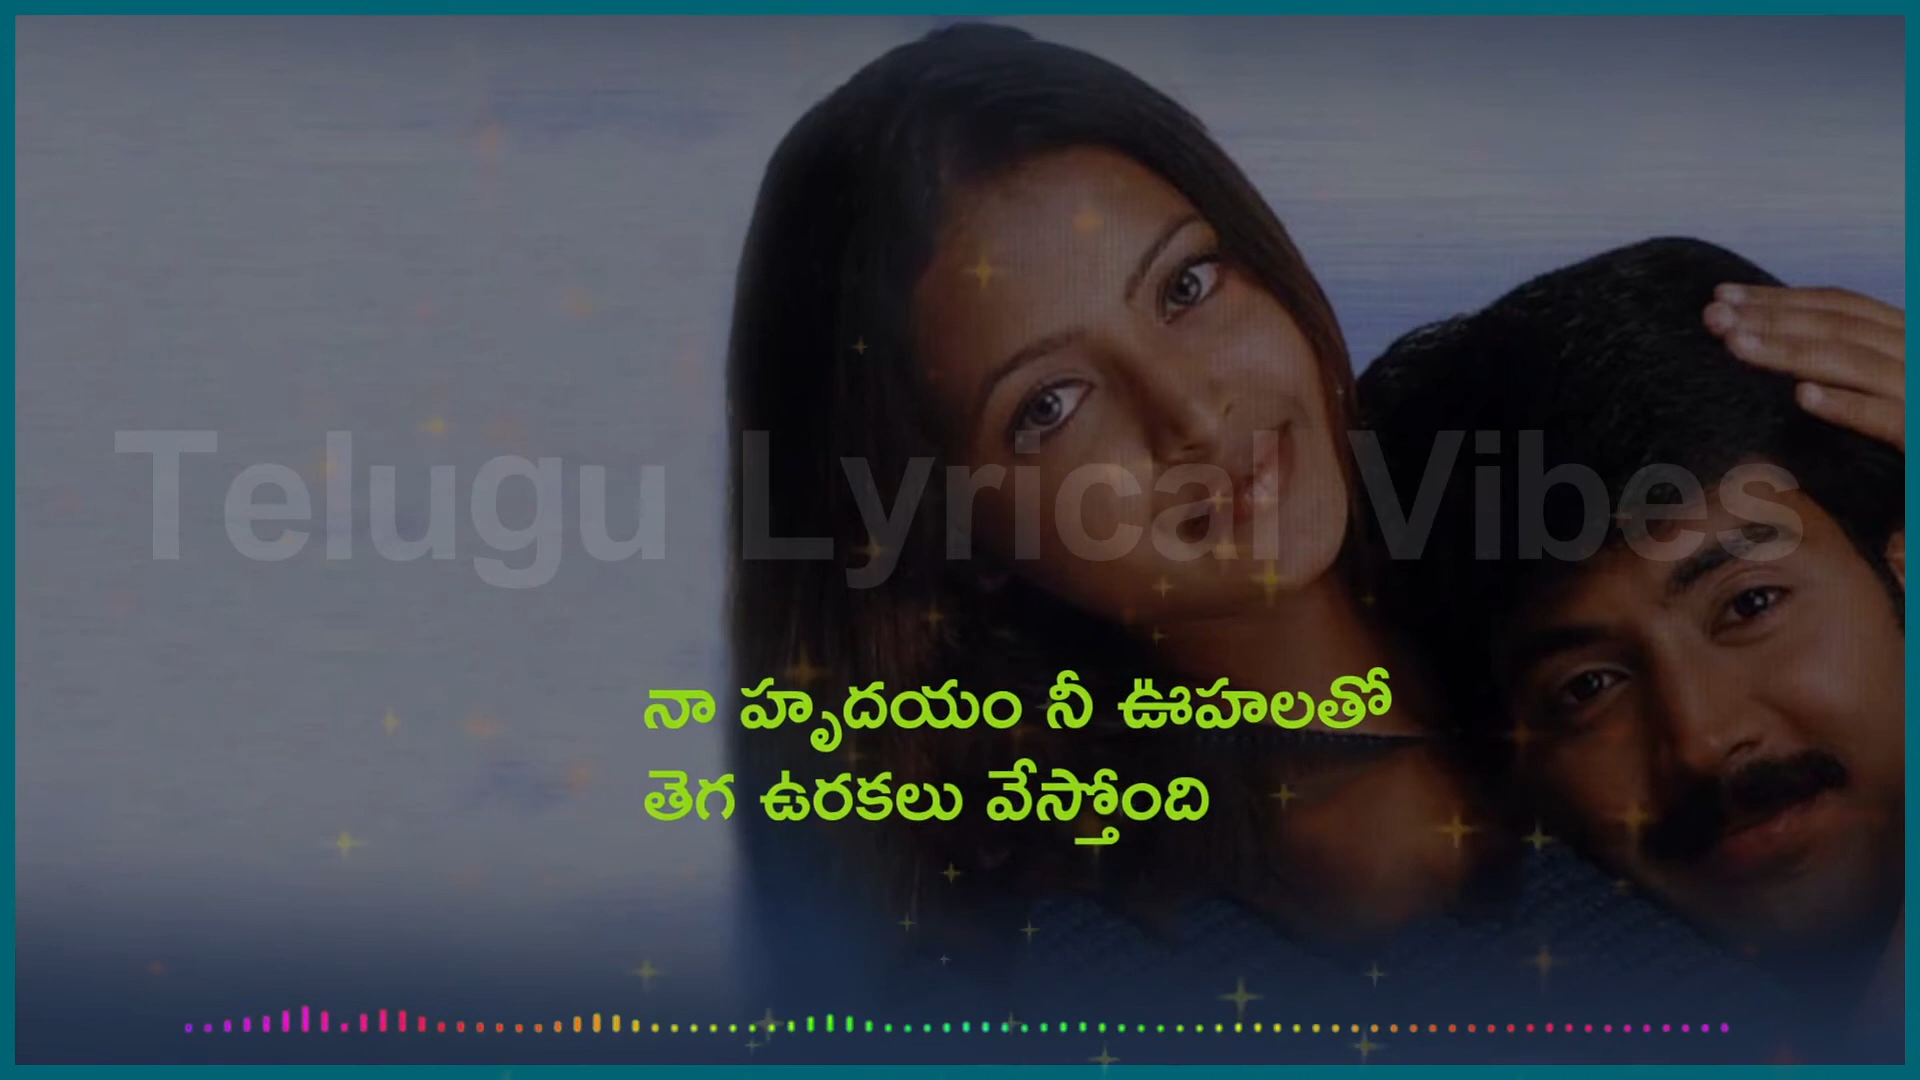 Telugu Lyrical Vibes
నా హృదయం నీ ఊహలతో
తెగ ఉరకలు వేస్తోంది